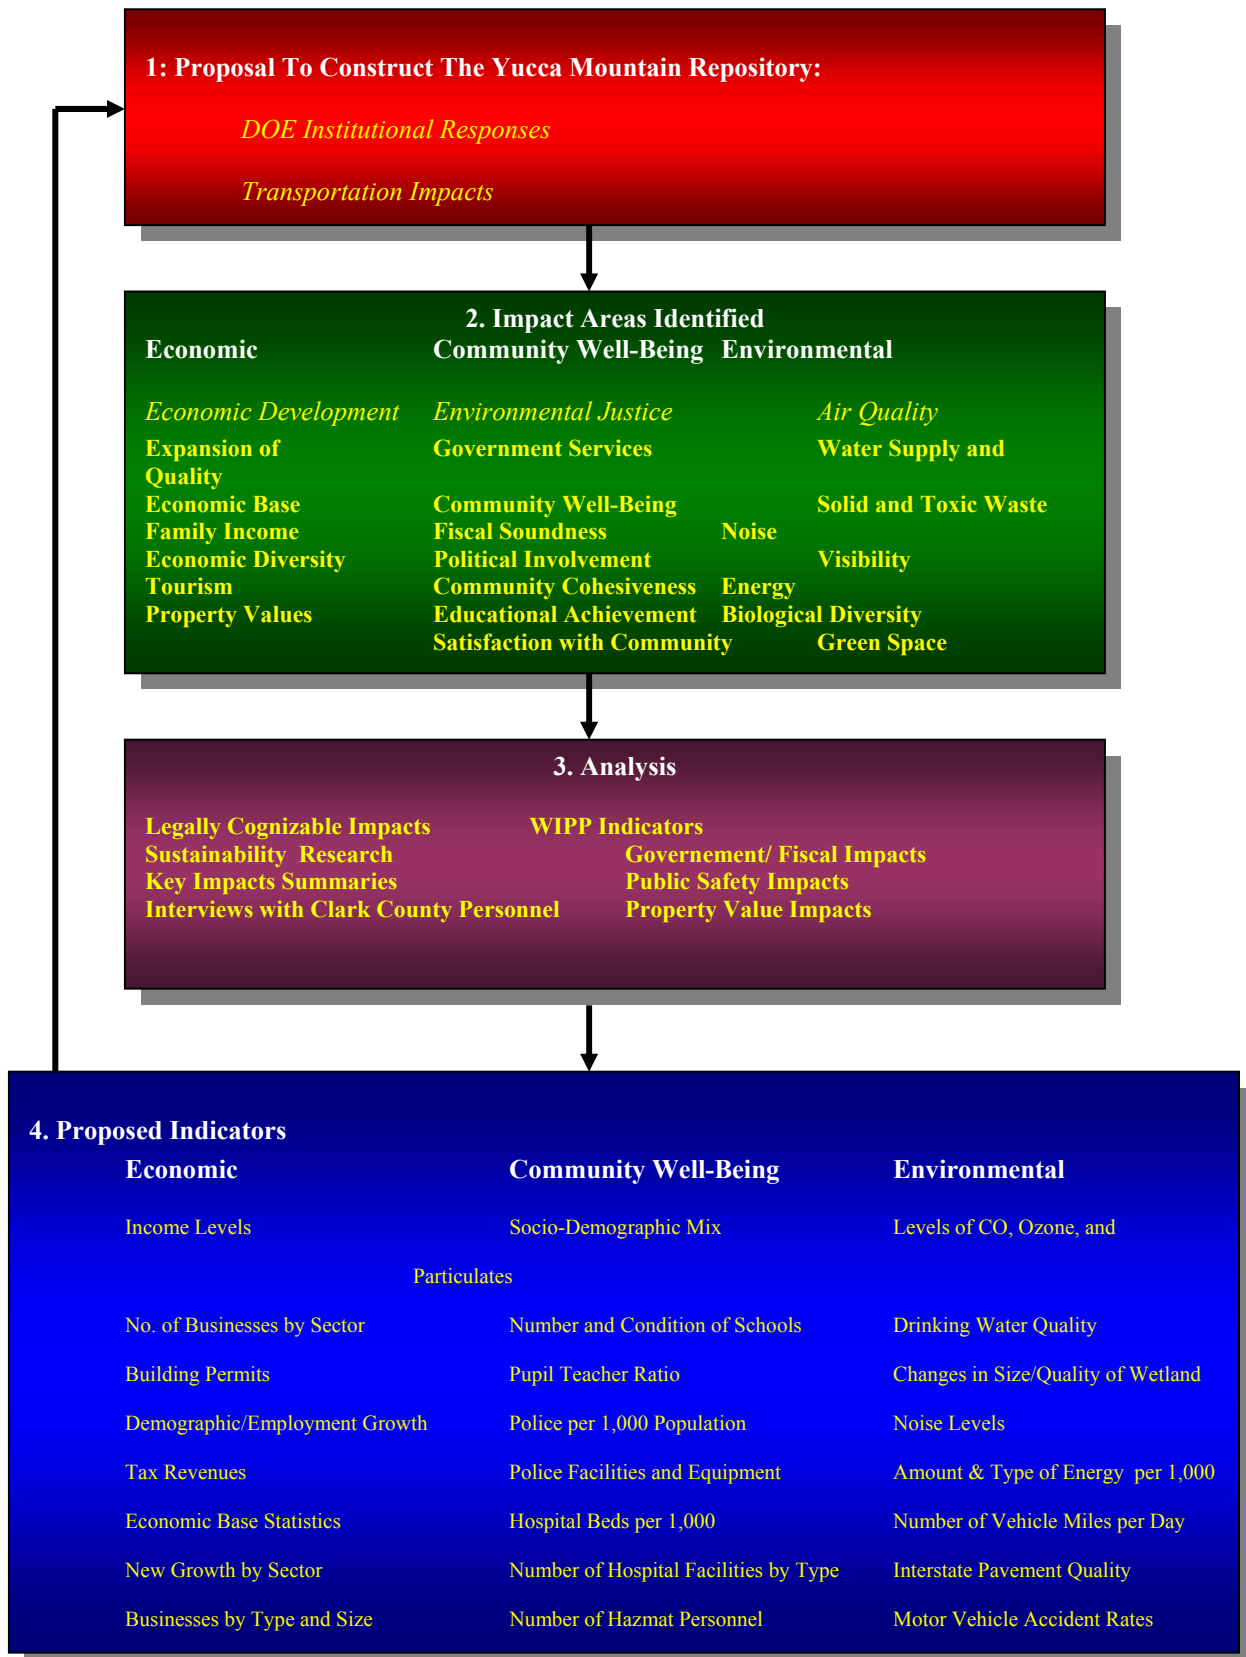 1: Proposal To Construct The Yucca Mountain Repository:
DOE Institutional Responses
Transportation Impacts
2. Impact Areas Identified
Economic Community Well-Being Environmental
Economic Development Environmental Justice Air Quality
Expansion of Government Services Water Supply and
Quality
Economic Base Community Well-Being Solid and Toxic Waste
Family Income Fiscal Soundness Noise
Economic Diversity Political Involvement Visibility
Tourism Community Cohesiveness Energy
Property Values Educational Achievement Biological Diversity
Satisfaction with Community Green Space
3. Analysis
Legally Cognizable Impacts WIPP Indicators
Sustainability Research Governement/ Fiscal Impacts
Key Impacts Summaries Public Safety Impacts
Interviews with Clark County Personnel Property Value Impacts
4. Proposed Indicators
Economic Community Well-Being Environmental
Income Levels Socio-Demographic Mix Levels of CO, Ozone, and
Particulates
No. of Businesses by Sector Number and Condition of Schools Drinking Water Quality
Building Permits Pupil Teacher Ratio Changes in Size/Quality of Wetland
Demographic/Employment Growth Police per 1,000 Population Noise Levels
Tax Revenues Police Facilities and Equipment Amount & Type of Energy per 1,000
Economic Base Statistics Hospital Beds per 1,000 Number of Vehicle Miles per Day
New Growth by Sector Number of Hospital Facilities by Type Interstate Pavement Quality
Businesses by Type and Size Number of Hazmat Personnel Motor Vehicle Accident Rates